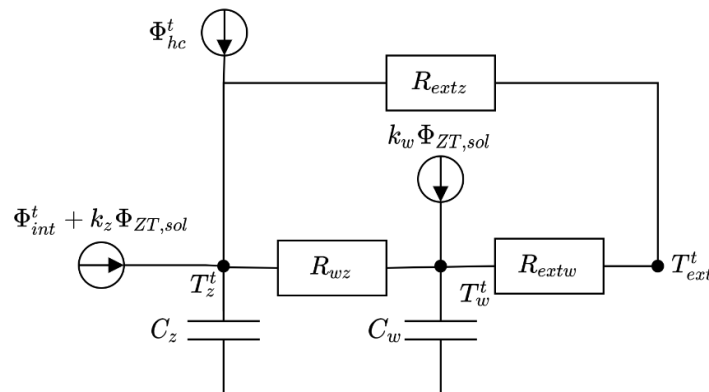 Φ^t_{hc}
R_{extz}
k_w Φ_{ZT,sol}
Φ^t_{int} + k_z Φ_{ZT,sol}
R_{wz}
R_{extw}
T^t_z
T^t_w
T^t_{ext}
C_z
C_w